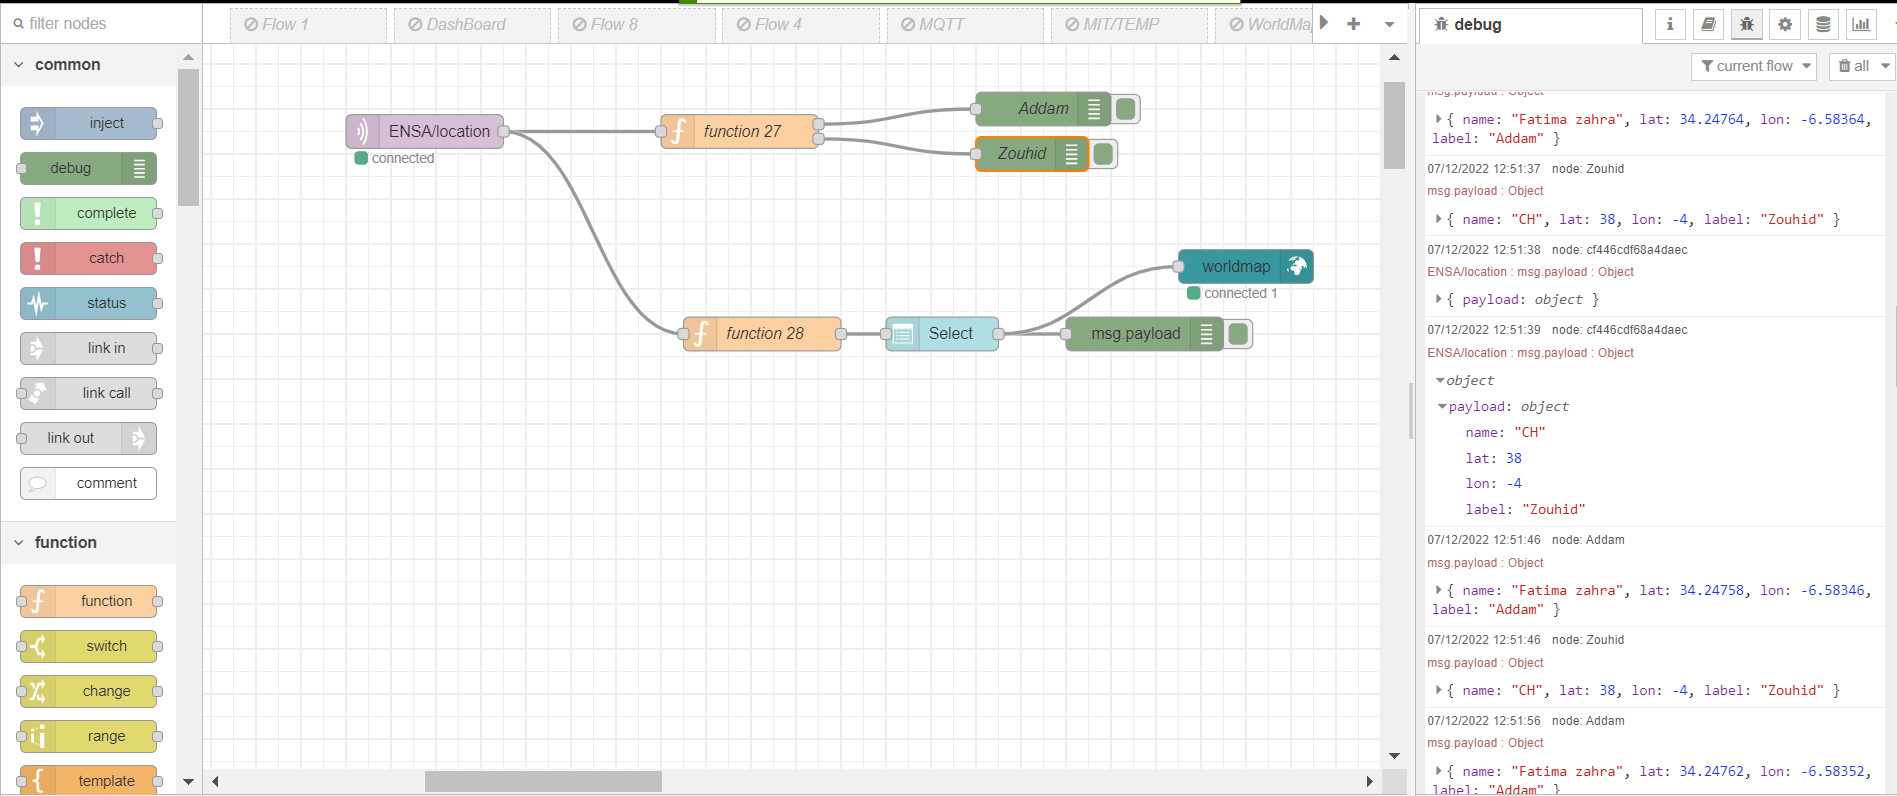 filter nodes
Flow 1
DashBoard
Flow 8
Flow 4
MQTT
MIT/TEMP
WorldMa
common
inject
debug
complete
catch
status
link in
link call
link out
comment
function
function
switch
change
range
template
ENSA/location
connected
function 27
Addam
Zouhid
worldmap
connected 1
function 28
Select
msg.payload
debug
current flow
all
msg.payload : Object
{ name: "Fatima zahra", lat: 34.24764, lon: -6.58364,
label: "Addam" }
07/12/2022 12:51:37 node: Zouhid
msg.payload : Object
{ name: "CH", lat: 38, lon: -4, label: "Zouhid" }
07/12/2022 12:51:38 node: cf446cdf68a4daec
ENSA/location : msg.payload : Object
{ payload: object }
07/12/2022 12:51:39 node: cf446cdf68a4daec
ENSA/location : msg.payload : Object
object
payload: object
name: "CH"
lat: 38
lon: -4
label: "Zouhid"
07/12/2022 12:51:46 node: Addam
msg.payload : Object
{ name: "Fatima zahra", lat: 34.24758, lon: -6.58346,
label: "Addam" }
07/12/2022 12:51:46 node: Zouhid
msg.payload : Object
{ name: "CH", lat: 38, lon: -4, label: "Zouhid" }
07/12/2022 12:51:56 node: Addam
msg.payload : Object
{ name: "Fatima zahra", lat: 34.24762, lon: -6.58352,
label: "Addam" }